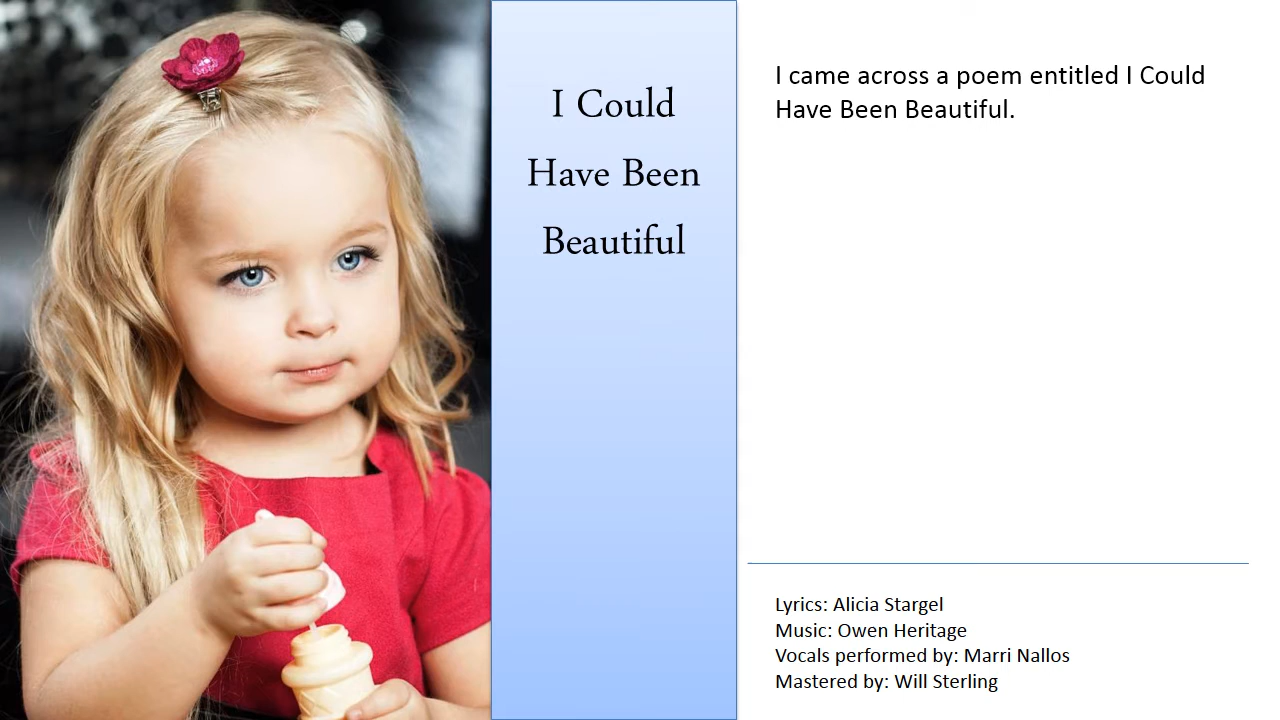 I Could
Have Been
Beautiful
I came across a poem entitled I Could
Have Been Beautiful.
Lyrics: Alicia Stargel
Music: Owen Heritage
Vocals performed by: Marri Nallos
Mastered by: Will Sterling